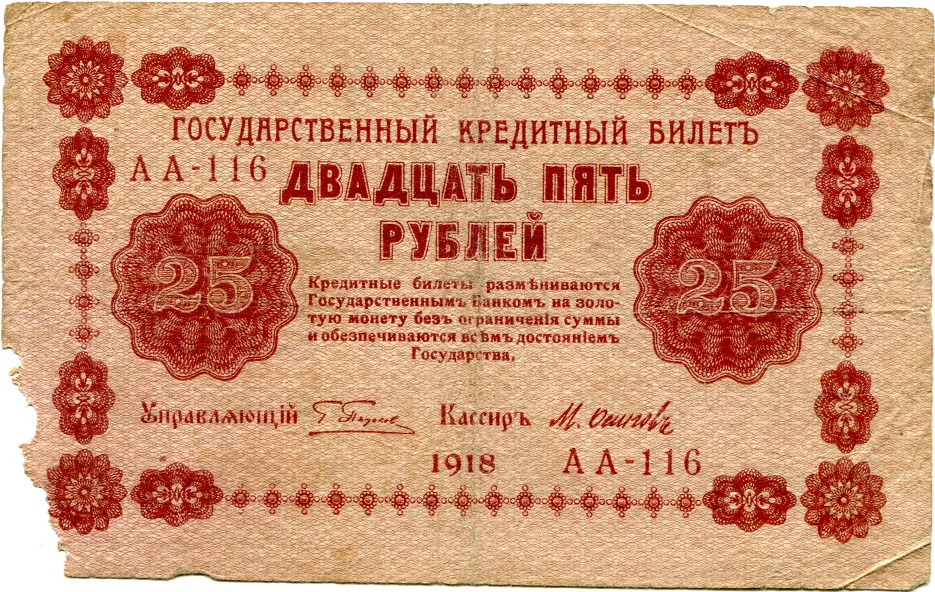 ГОСУДАРСТВЕННЫЙ КРЕДИТНЫЙ БИЛЕТЪ
АА-116
ДВАДЦАТЬ ПЯТЬ
РУБЛЕЙ
25
25
Кредитные билеты размѣниваются
Государственнымъ Банкомъ на золо-
тую монету безъ ограниченія суммы
и обезпечиваются всѣмъ достояніемъ
Государства.
Управляющій
Кассиръ М. Осиповъ
1918 АА-116